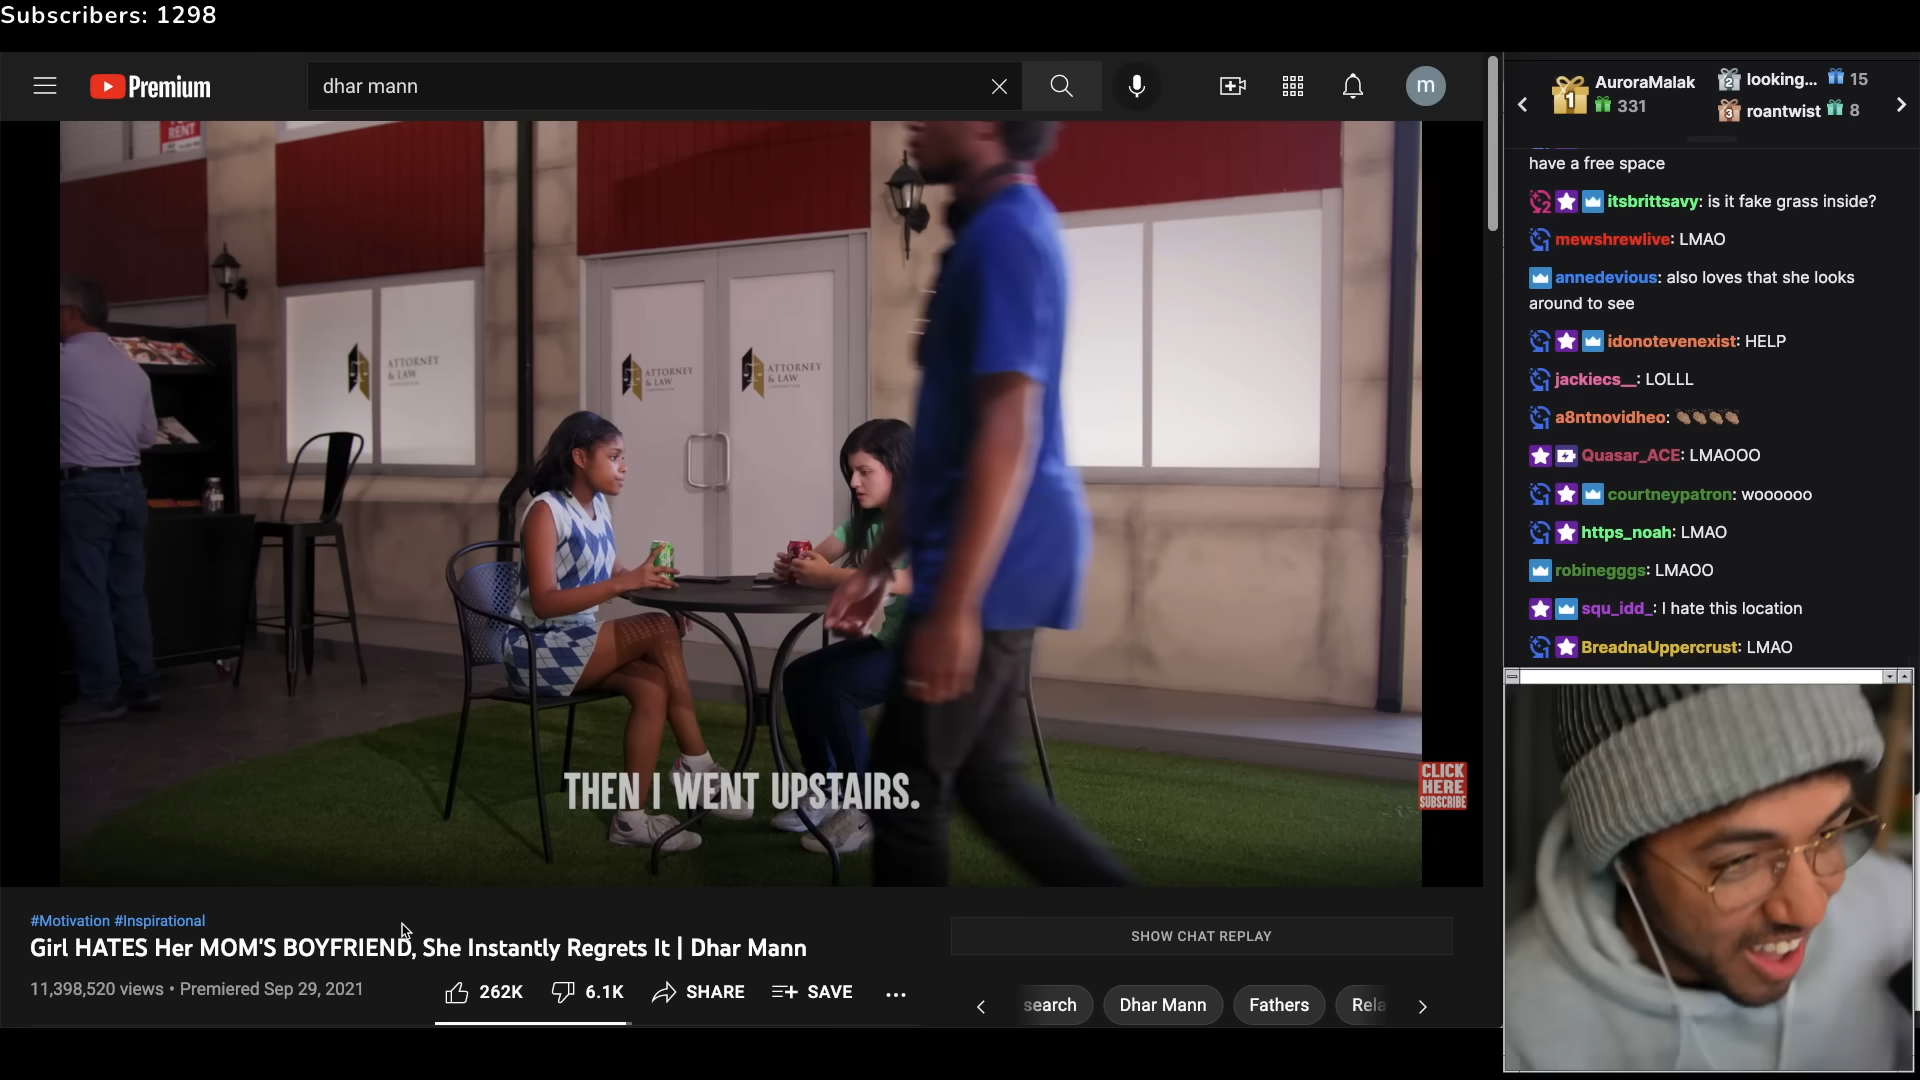 Subscribers: 1298
Premium
dhar mann
m
1
AuroraMalak
331
2
looking...
15
3
roantwist
8
RENT
have a free space
itsbrittsavy: is it fake grass inside?
mewshrewlive: LMAO
annedevious: also loves that she looks
around to see
idonotevenexist: HELP
jackiecs__: LOLLL
a8ntnovidheo: 👏🏽👏🏽👏🏽👏🏽
Quasar_ACE: LMAOOO
courtneypatron: woooooo
https_noah: LMAO
robinegggs: LMAOO
squ_idd_: I hate this location
BreadnaUppercrust: LMAO
ATTORNEY
& LAW
ATTORNEY
& LAW
ATTORNEY
& LAW
THEN I WENT UPSTAIRS.
CLICK
HERE
SUBSCRIBE
#Motivation #Inspirational
Girl HATES Her MOM'S BOYFRIEND, She Instantly Regrets It | Dhar Mann
11,398,520 views • Premiered Sep 29, 2021
262K
6.1K
SHARE
SAVE
SHOW CHAT REPLAY
search
Dhar Mann
Fathers
Rela